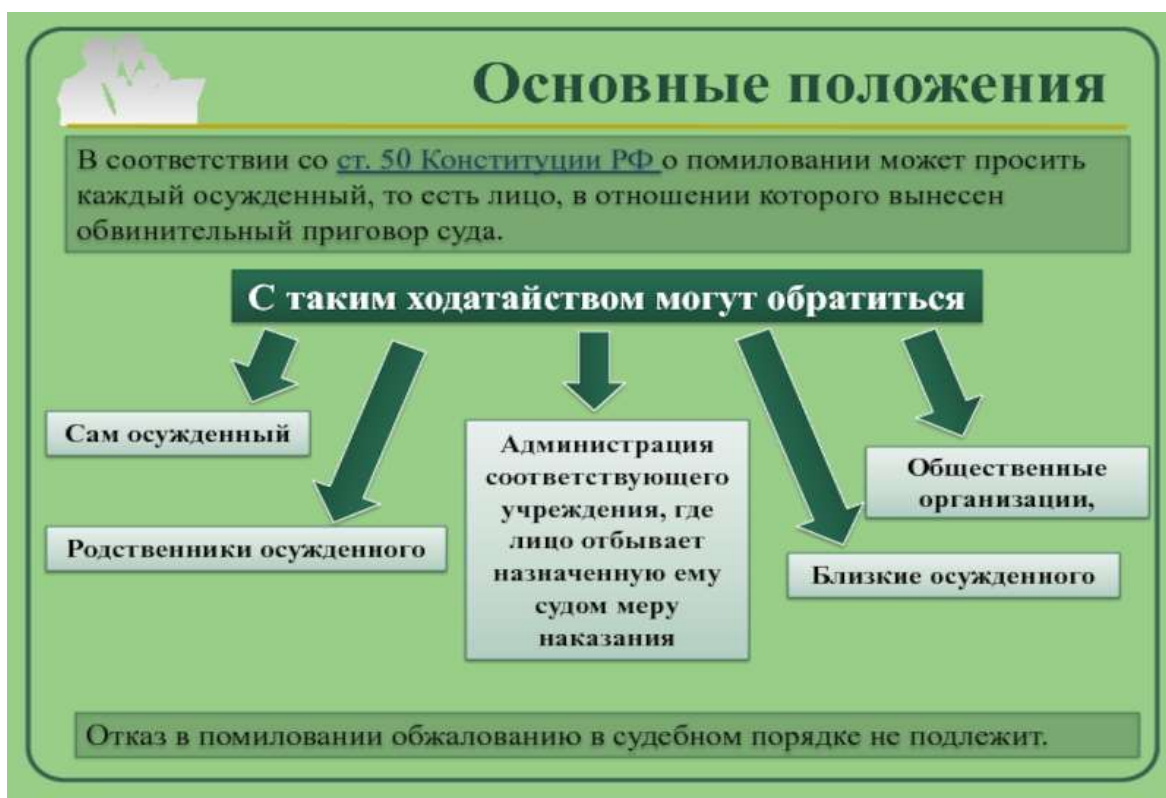 Основные положения
В соответствии со ст. 50 Конституции РФ о помиловании может просить
каждый осужденный, то есть лицо, в отношении которого вынесен
обвинительный приговор суда.
С таким ходатайством могут обратиться
Сам осужденный
Родственники осужденного
Администрация
соответствующего
учреждения, где
лицо отбывает
назначенную ему
судом меру
наказания
Общественные
организации,
Близкие осужденного
Отказ в помиловании обжалованию в судебном порядке не подлежит.